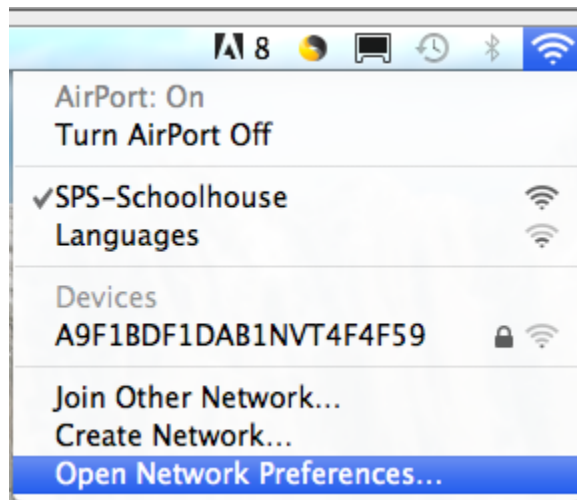 8
AirPort: On
Turn AirPort Off
SPS-Schoolhouse
Languages
Devices
A9F1BDF1DAB1NVT4F4F59
Join Other Network...
Create Network...
Open Network Preferences...